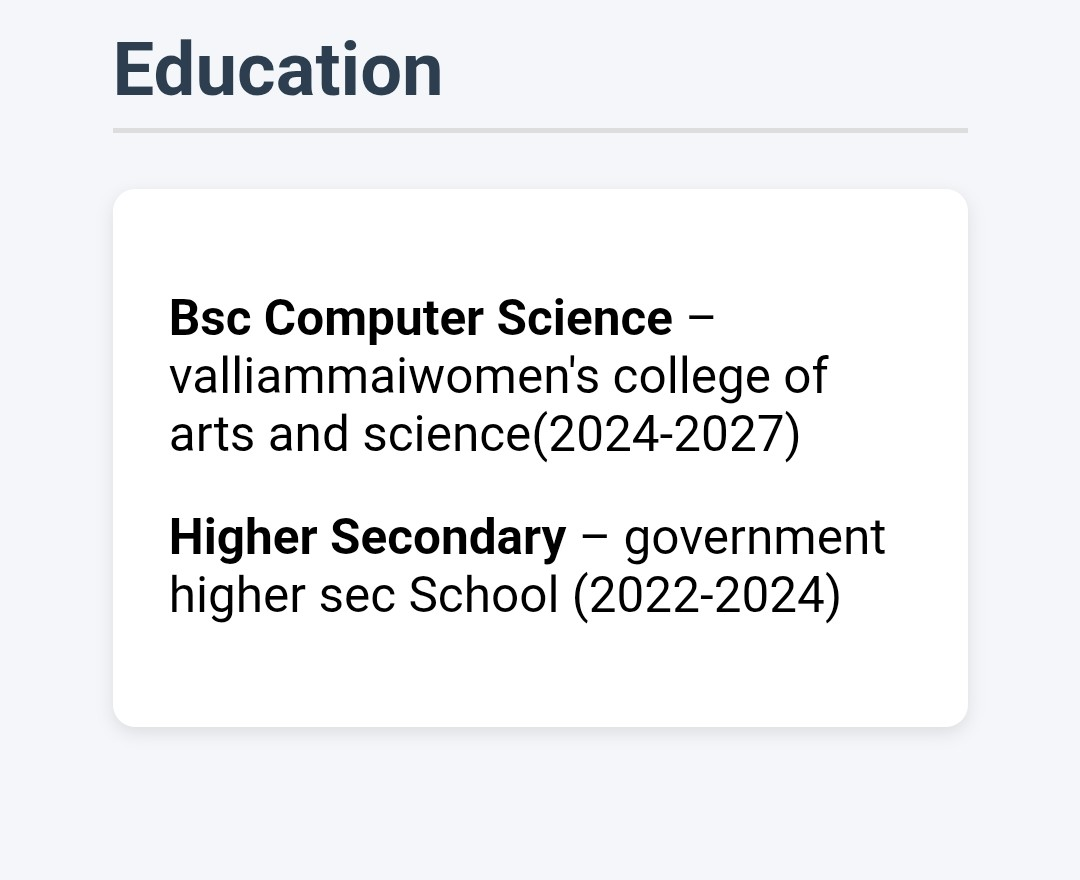 Education
Bsc Computer Science –
valliammaiwomen's college of
arts and science(2024-2027)
Higher Secondary – government
higher sec School (2022-2024)